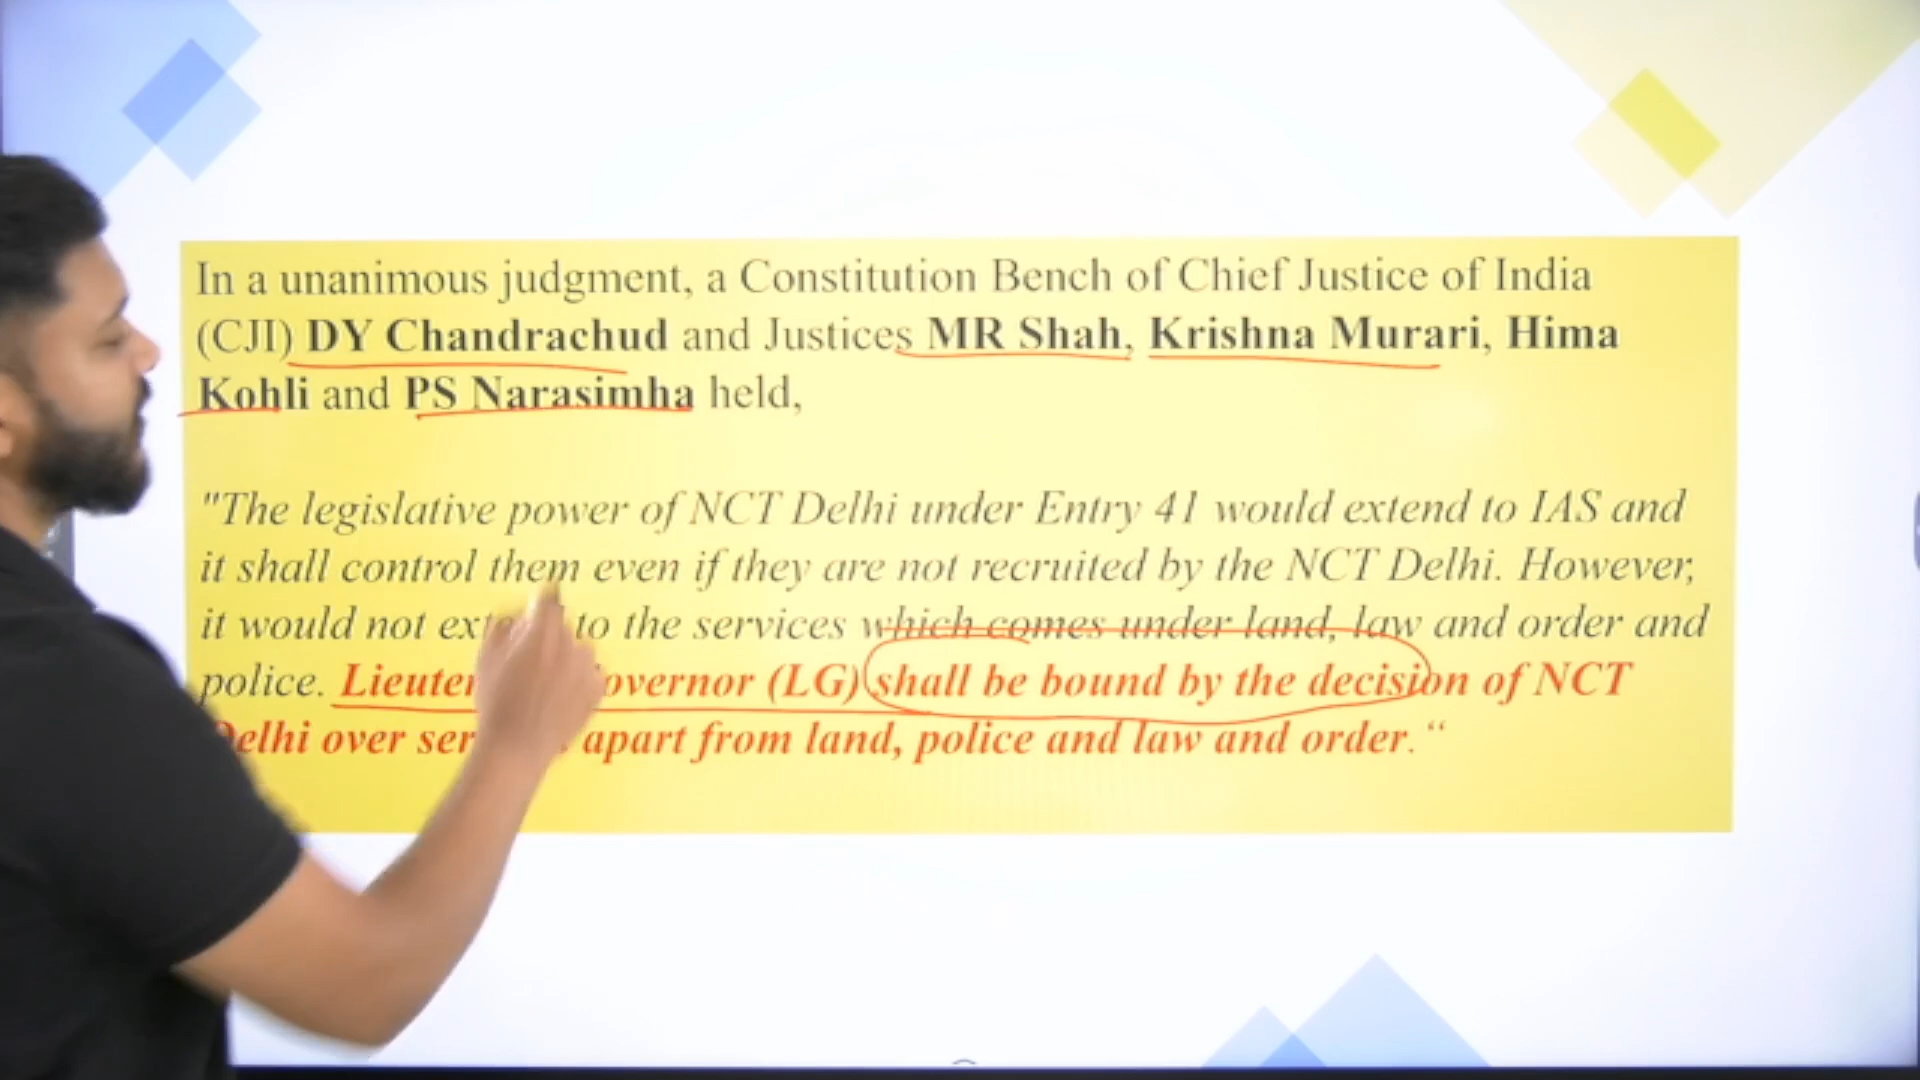 In a unanimous judgment, a Constitution Bench of Chief Justice of India
(CJI) DY Chandrachud and Justices MR Shah, Krishna Murari, Hima
Kohli and PS Narasimha held,
"The legislative power of NCT Delhi under Entry 41 would extend to IAS and
it shall control them even if they are not recruited by the NCT Delhi. However,
it would not to the services which comes under land, law and order and
police. (LG) shall be bound by the decision of NCT
Delhi over apart from land, police and law and order.“